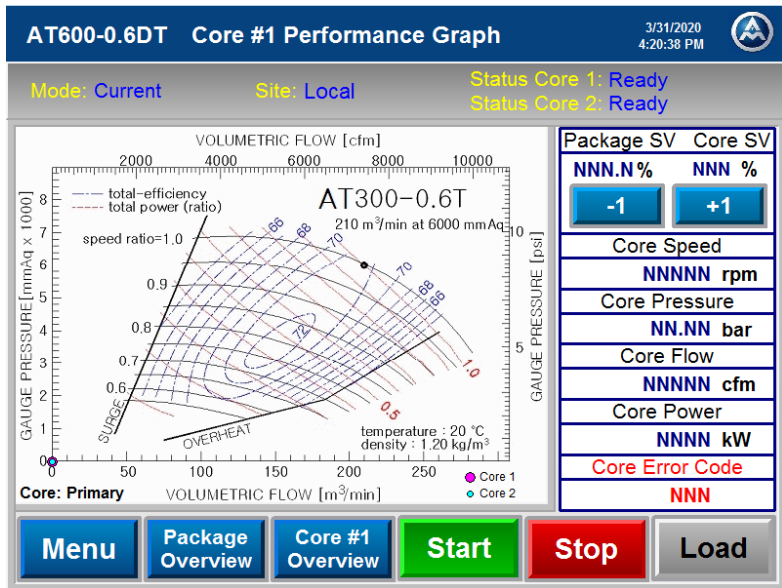 AT600-0.6DT Core #1 Performance Graph
3/31/2020
4:20:38 PM
Mode: Current
Site: Local
Status Core 1: Ready
Status Core 2: Ready
VOLUMETRIC FLOW [cfm]
2000 4000 6000 8000 10000
GAUGE PRESSURE [mmAq x 1000]
8
7
6
5
4
3
2
1
0
total-efficiency
total power (ratio)
AT300-0.6T
210 m³/min at 6000 mmAq
speed ratio=1.0
0.9
0.8
0.7
0.6
66
68
70
70
68
66
72
1.0
0.5
SURGE
OVERHEAT
temperature : 20 °C
density : 1.20 kg/m³
10
5
GAUGE PRESSURE [psi]
0 50 100 150 200 250
VOLUMETRIC FLOW [m³/min]
Core: Primary
Core 1
Core 2
Package SV Core SV
NNN.N % NNN %
-1 +1
Core Speed
NNNNN rpm
Core Pressure
NN.NN bar
Core Flow
NNNNN cfm
Core Power
NNNN kW
Core Error Code
NNN
Menu
Package
Overview
Core #1
Overview
Start
Stop
Load